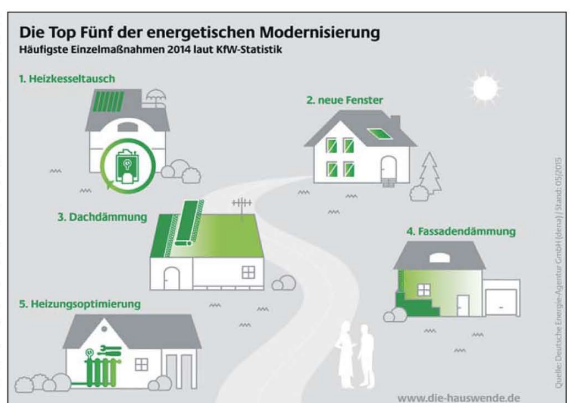 Die Top Fünf der energetischen Modernisierung
Häufigste Einzelmaßnahmen 2014 laut KfW-Statistik
1. Heizkesseltausch
2. neue Fenster
3. Dachdämmung
4. Fassadendämmung
5. Heizungsoptimierung
www.die-hauswende.de
Quelle: Deutsche Energie-Agentur GmbH (dena) | Stand: 05/2015